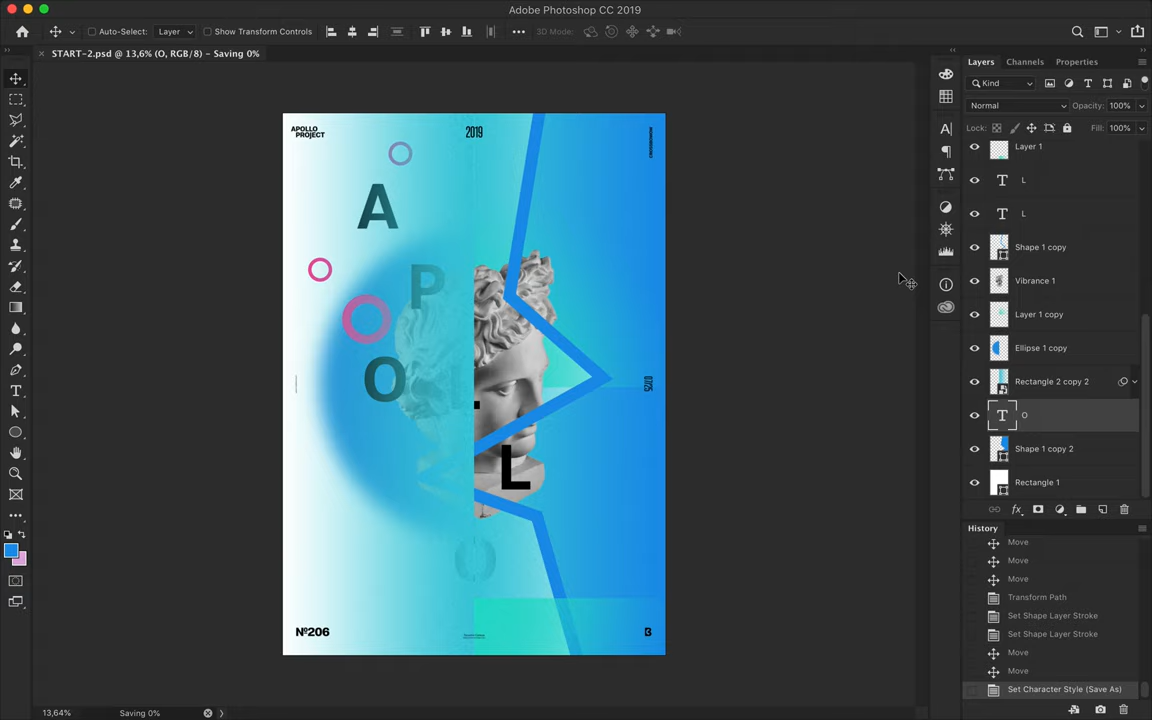 Adobe Photoshop CC 2019
Auto-Select: Layer Show Transform Controls 3D Mode:
START-2.psd @ 13,6% (O, RGB/8) - Saving 0%
Layers Channels Properties
Kind
Normal Opacity: 100%
Lock: Fill: 100%
Layer 1
T L
T L
Shape 1 copy
Vibrance 1
Layer 1 copy
Ellipse 1 copy
Rectangle 2 copy 2
T O
Shape 1 copy 2
Rectangle 1
fx
History
Move
Move
Move
Transform Path
Set Shape Layer Stroke
Set Shape Layer Stroke
Move
Move
Set Character Style (Save As)
APOLLO
PROJECT
2019
A
P
O
L
L
O
Nº206
B
13,64% Saving 0%